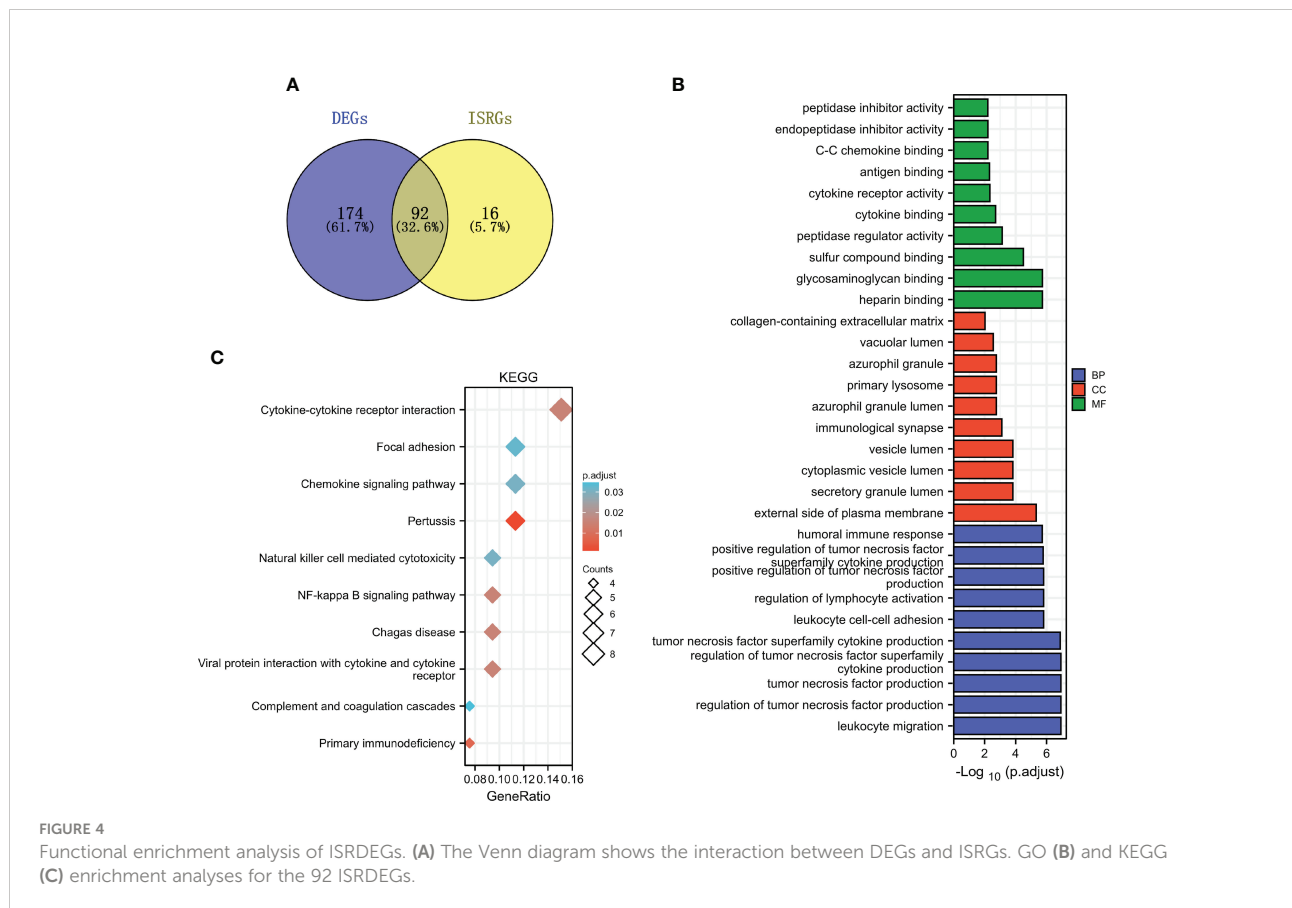 A
DEGs
ISRGs
174
(61.7%)
92
(32.6%)
16
(5.7%)
B
peptidase inhibitor activity
endopeptidase inhibitor activity
C-C chemokine binding
antigen binding
cytokine receptor activity
cytokine binding
peptidase regulator activity
sulfur compound binding
glycosaminoglycan binding
heparin binding
collagen-containing extracellular matrix
vacuolar lumen
azurophil granule
primary lysosome
azurophil granule lumen
immunological synapse
vesicle lumen
cytoplasmic vesicle lumen
secretory granule lumen
external side of plasma membrane
humoral immune response
positive regulation of tumor necrosis factor
superfamily cytokine production
positive regulation of tumor necrosis factor
production
regulation of lymphocyte activation
leukocyte cell-cell adhesion
tumor necrosis factor superfamily cytokine production
regulation of tumor necrosis factor superfamily
cytokine production
tumor necrosis factor production
regulation of tumor necrosis factor production
leukocyte migration
0 2 4 6
-Log 10 (p.adjust)
BP
CC
MF
C
KEGG
Cytokine-cytokine receptor interaction
Focal adhesion
Chemokine signaling pathway
Pertussis
Natural killer cell mediated cytotoxicity
NF-kappa B signaling pathway
Chagas disease
Viral protein interaction with cytokine and cytokine
receptor
Complement and coagulation cascades
Primary immunodeficiency
0.08 0.10 0.12 0.14 0.16
GeneRatio
p.adjust
0.03
0.02
0.01
Counts
4
5
6
7
8
FIGURE 4
Functional enrichment analysis of ISRDEGs. (A) The Venn diagram shows the interaction between DEGs and ISRGs. GO (B) and KEGG
(C) enrichment analyses for the 92 ISRDEGs.